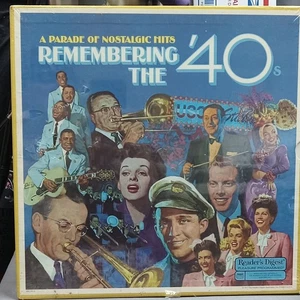 A PARADE OF NOSTALGIC HITS
REMEMBERING
THE '40s
USO
Reader's Digest